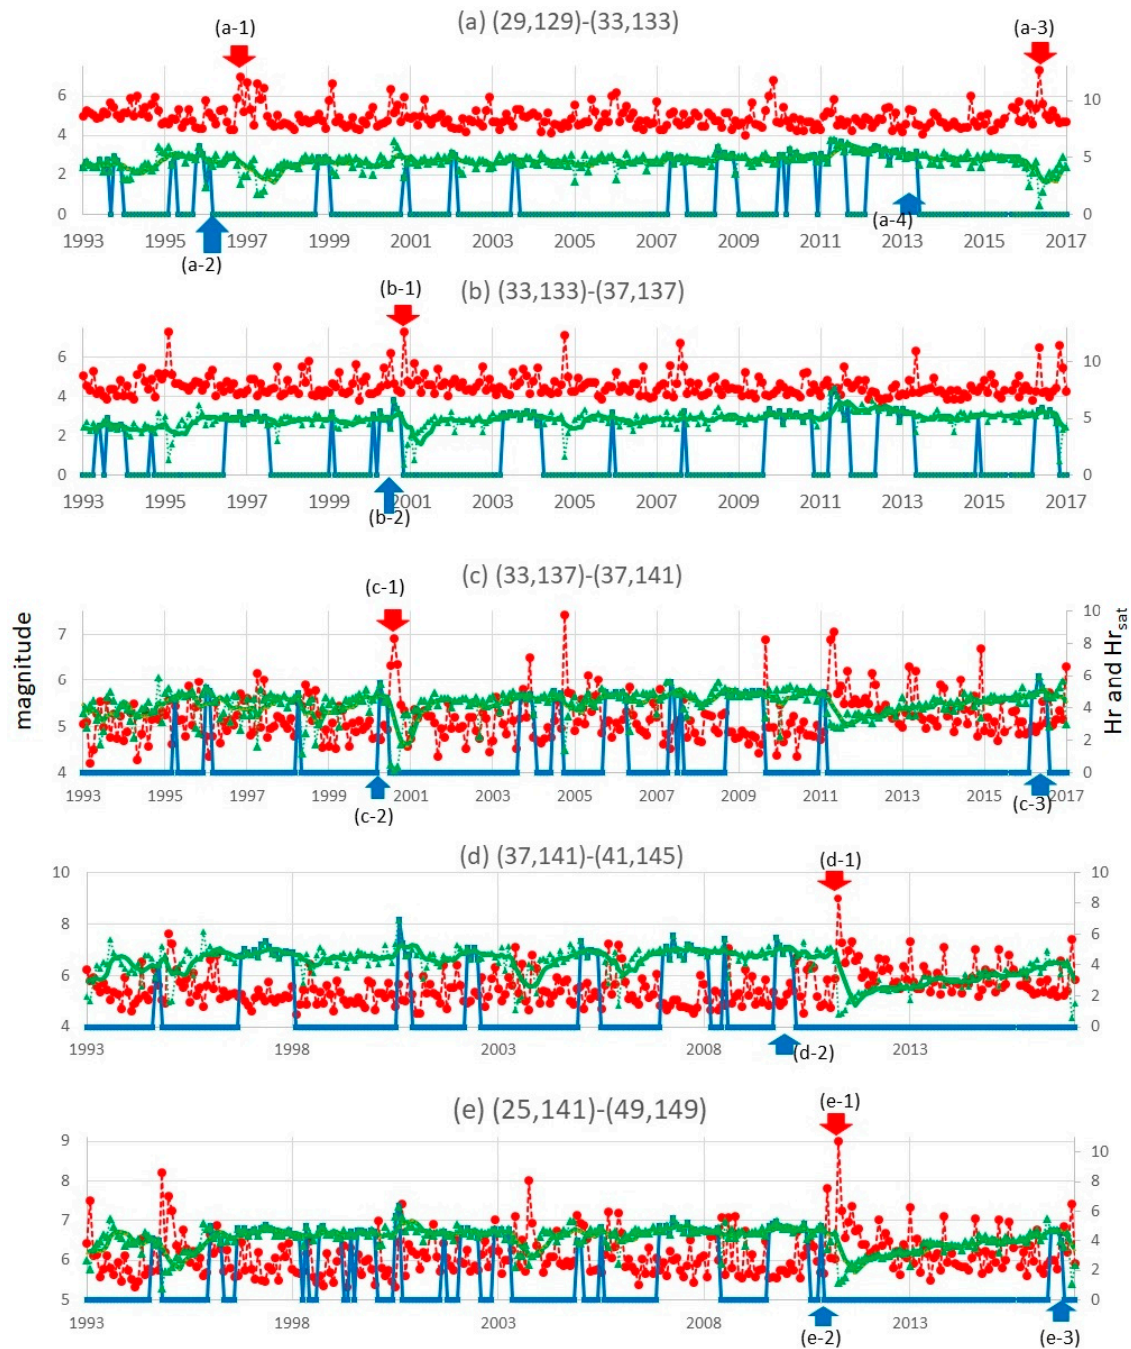 (a) (29,129)-(33,133)
(a-1)
(a-3)
6
4
2
0
10
5
0
1993 1995 1997 1999 2001 2003 2005 2007 2009 2011 2013 2015 2017
(a-2)
(a-4)
(b) (33,133)-(37,137)
(b-1)
6
4
2
0
10
5
0
1993 1995 1997 1999 2001 2003 2005 2007 2009 2011 2013 2015 2017
(b-2)
(c) (33,137)-(37,141)
(c-1)
magnitude
7
6
5
4
10
8
6
4
2
0
Hr and Hrsat
1993 1995 1997 1999 2001 2003 2005 2007 2009 2011 2013 2015 2017
(c-2)
(c-3)
(d) (37,141)-(41,145)
(d-1)
10
8
6
4
10
8
6
4
2
0
1993 1998 2003 2008 2013
(d-2)
(e) (25,141)-(49,149)
(e-1)
9
8
7
6
5
10
8
6
4
2
0
1993 1998 2003 2008 2013
(e-2)
(e-3)